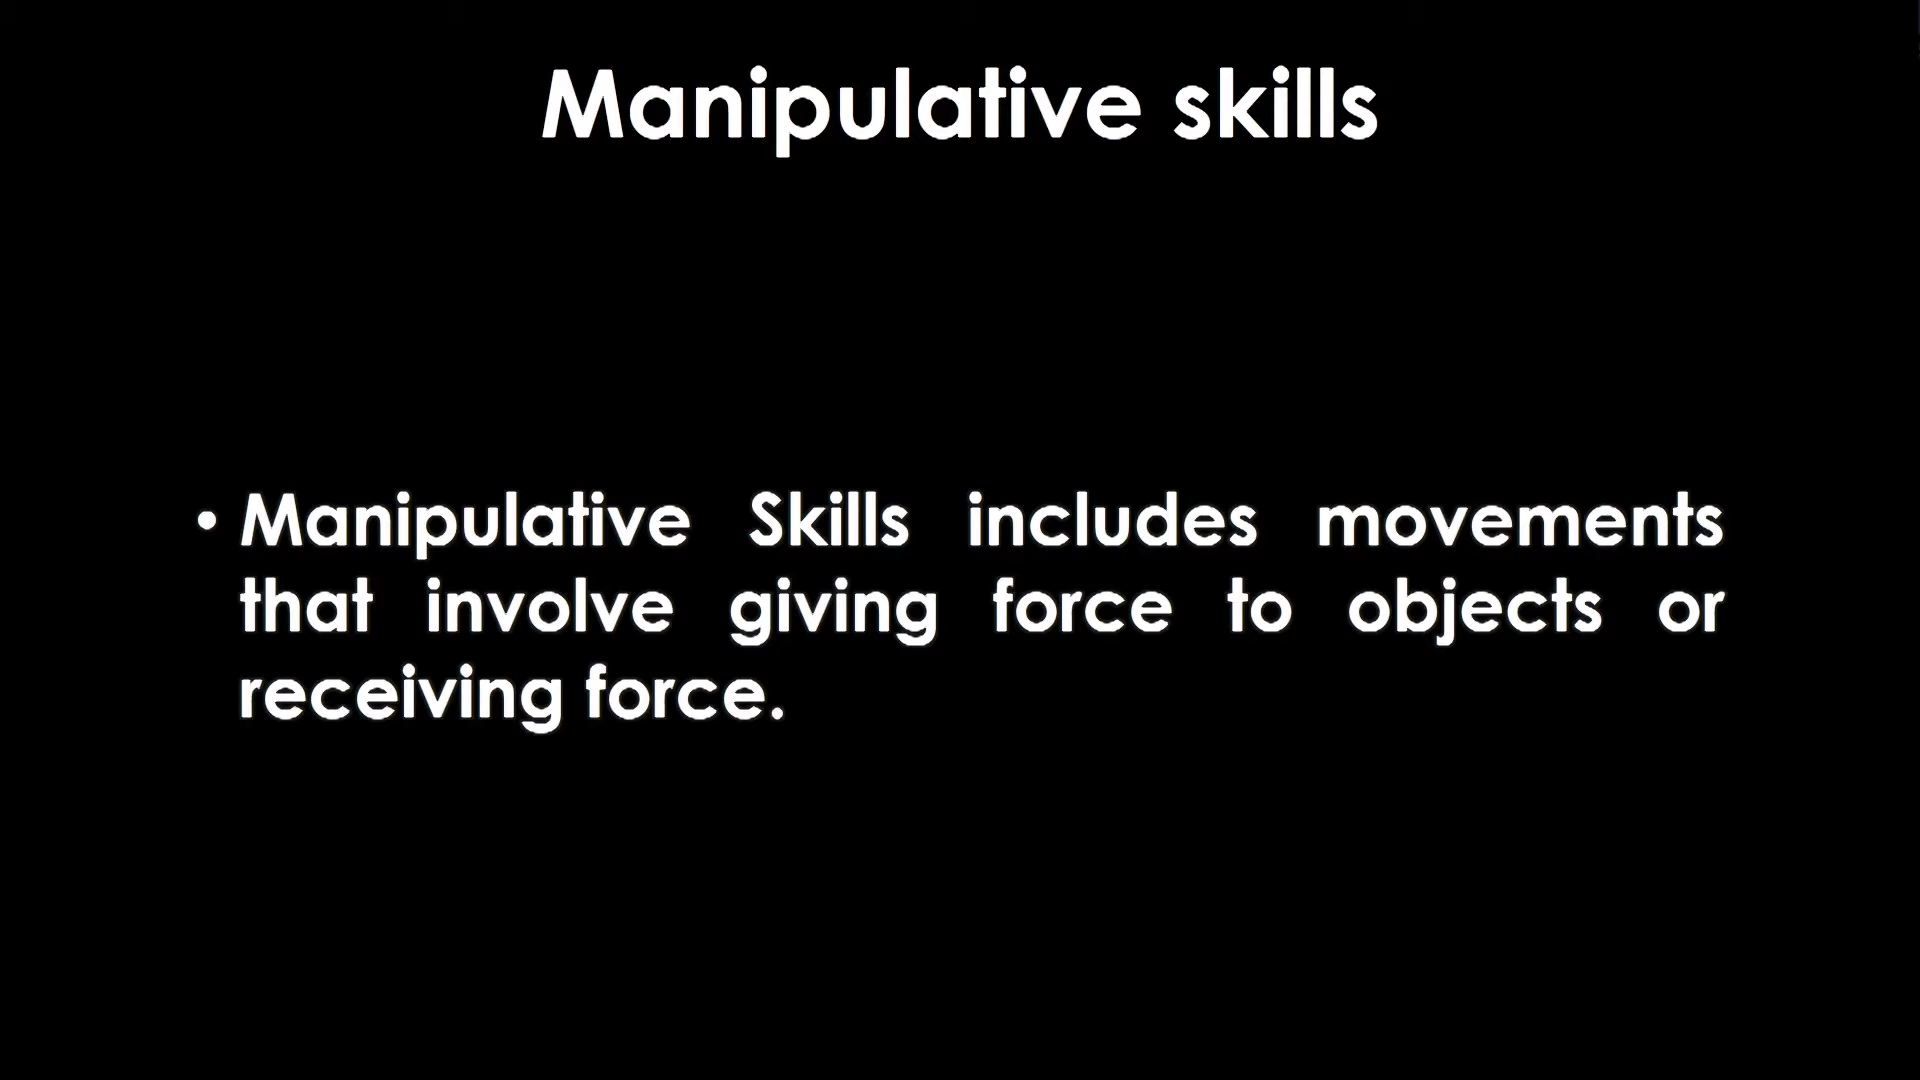 Manipulative skills
• Manipulative Skills includes movements
that involve giving force to objects or
receiving force.